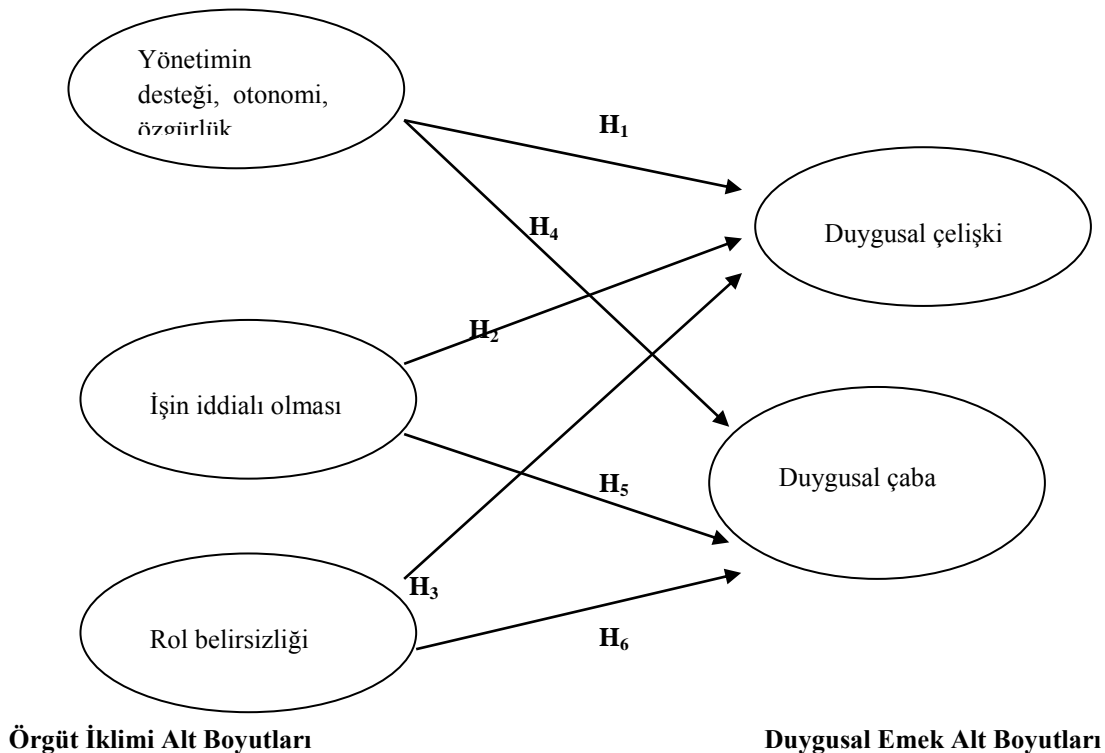 Yönetimin
desteği, otonomi,
özgürlük
H1
Duygusal çelişki
H4
H2
İşin iddialı olması
Duygusal çaba
H5
H3
Rol belirsizliği
H6
Örgüt İklimi Alt Boyutları
Duygusal Emek Alt Boyutları